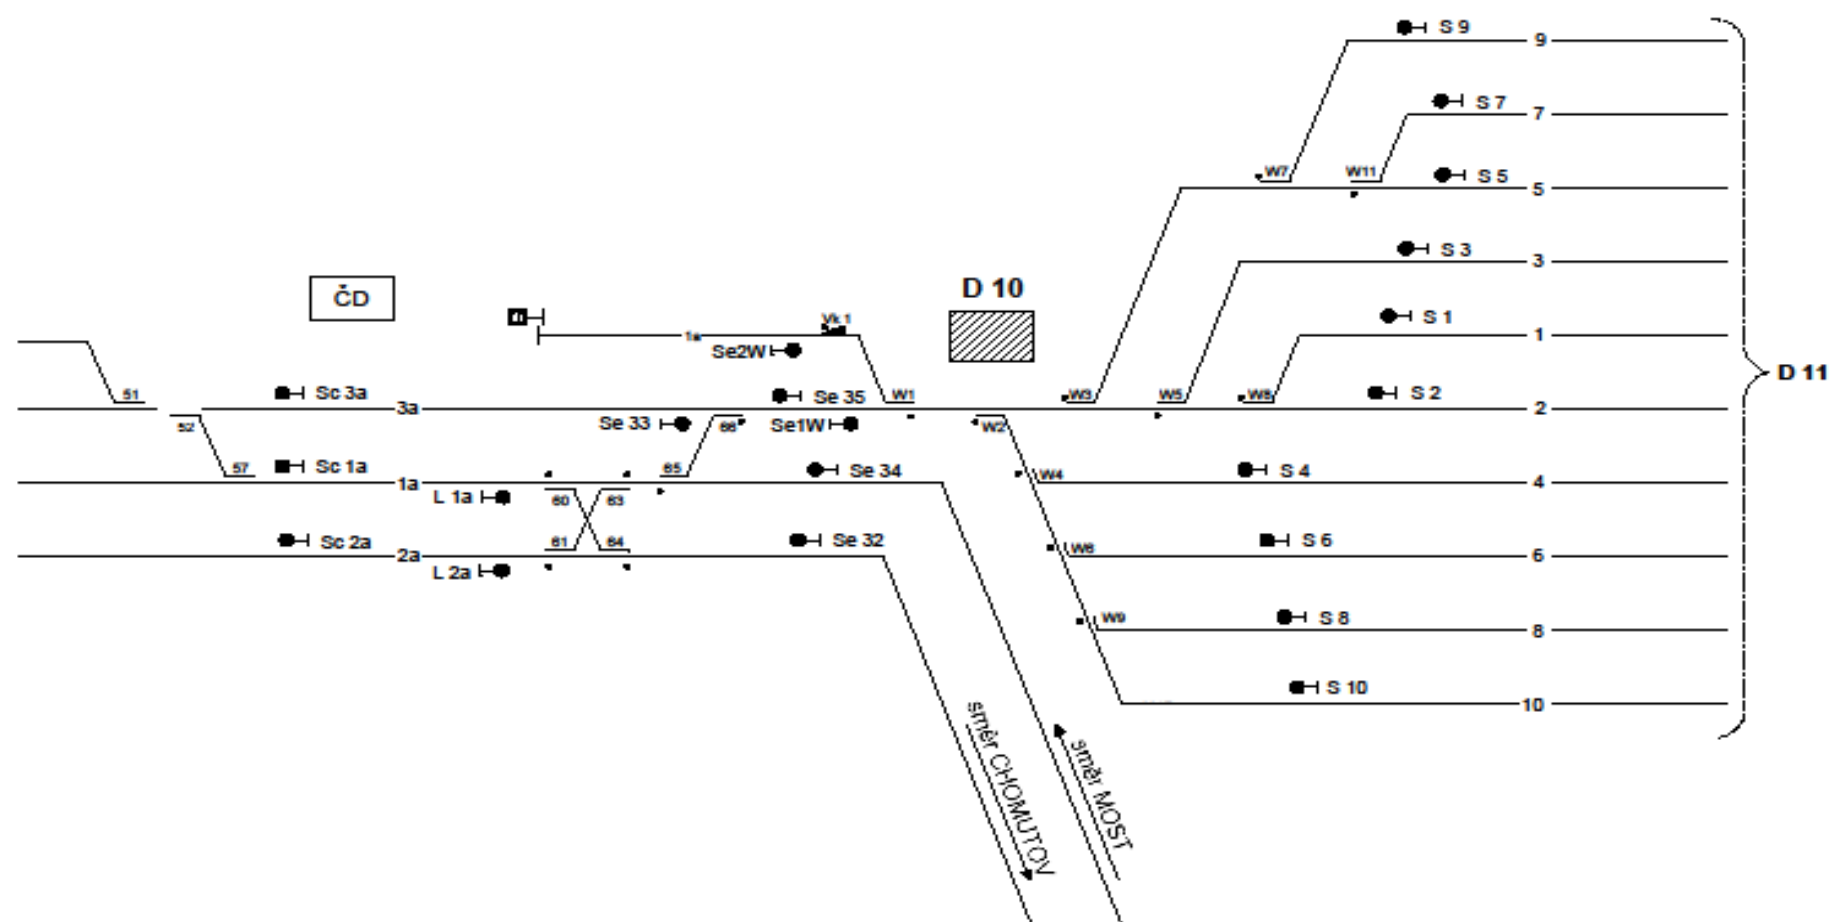 S 9
9
S 7
7
W7
W11
S 5
5
S 3
3
ČD
D 10
Vk 1
S 1
1a
1
Se2W
D 11
51
Sc 3a
Se 35
W1
W3
W5
W8
S 2
3a
2
52
Se 33
66
Se1W
W2
57
Sc 1a
65
Se 34
W4
S 4
1a
4
L 1a
60
63
Sc 2a
61
64
Se 32
W6
S 6
2a
6
L 2a
W9
S 8
8
S 10
10
směr CHOMUTOV
směr MOST